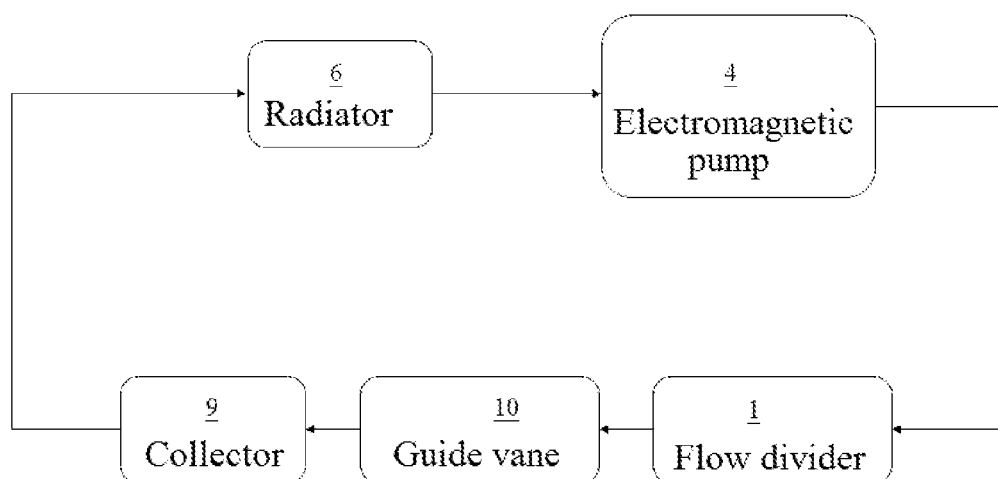 6
Radiator
4
Electromagnetic
pump
9
Collector
10
Guide vane
1
Flow divider